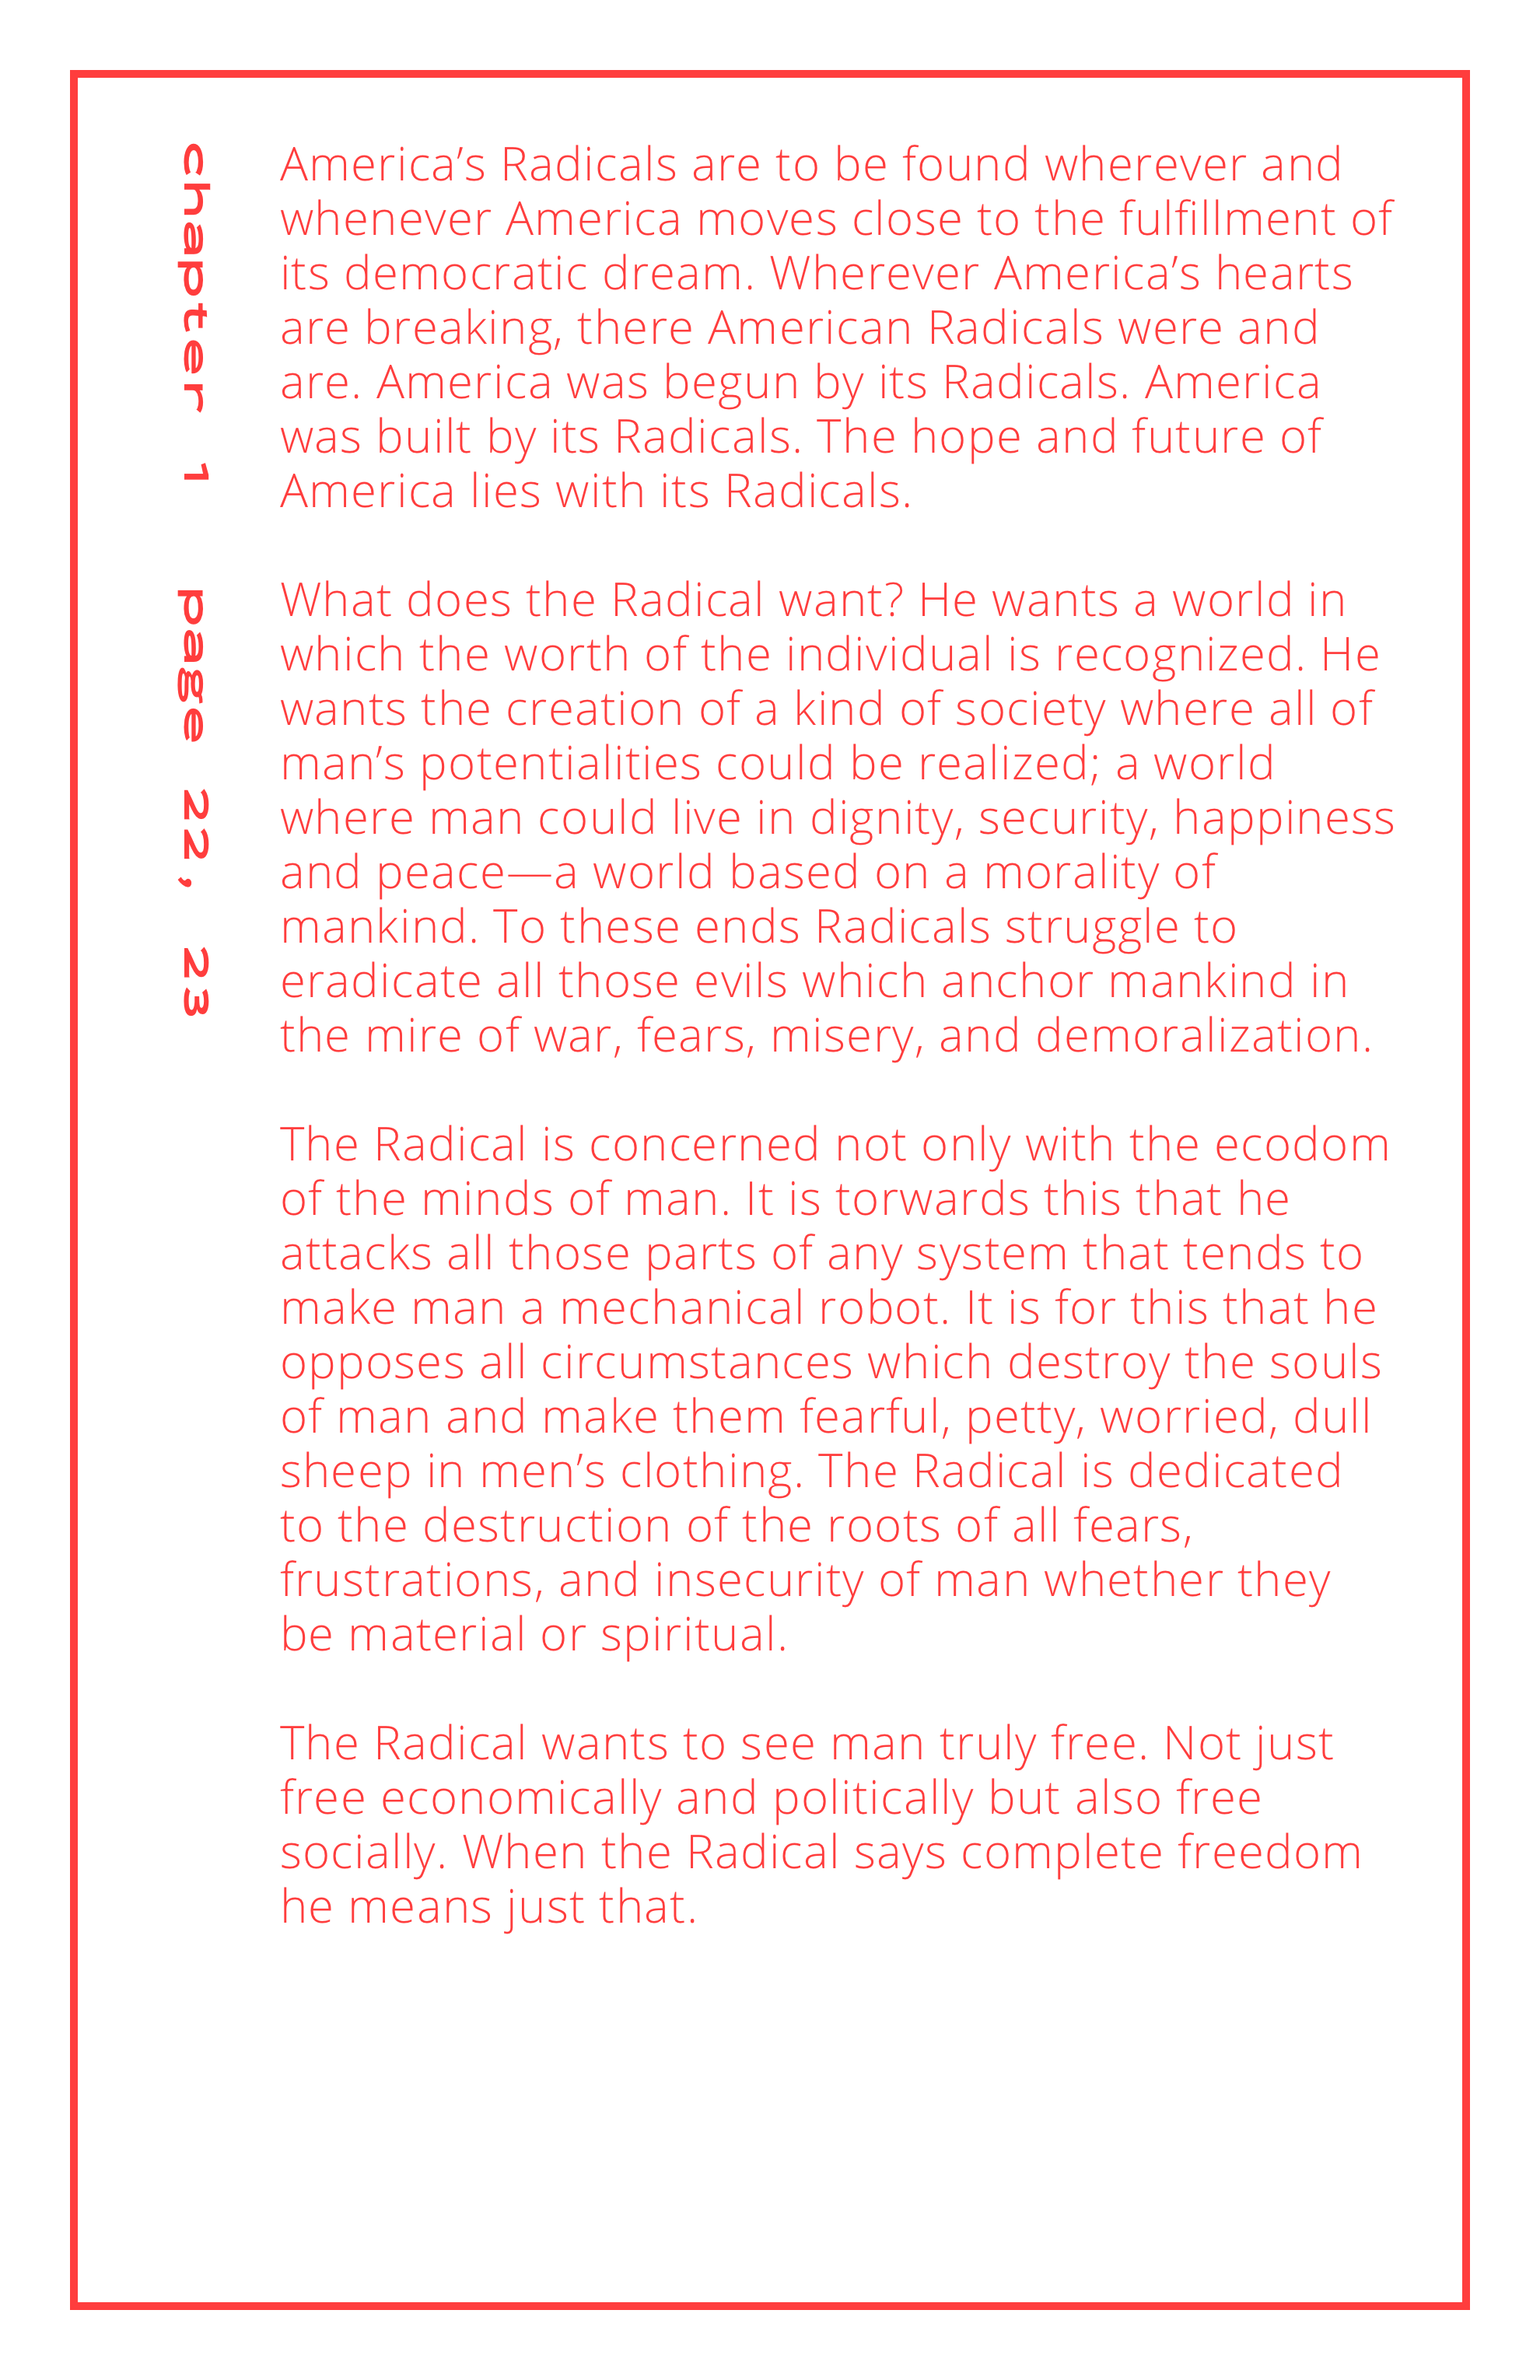 chapter 1 page 22, 23
America’s Radicals are to be found wherever and
whenever America moves close to the fulfillment of
its democratic dream. Wherever America’s hearts
are breaking, there American Radicals were and
are. America was begun by its Radicals. America
was built by its Radicals. The hope and future of
America lies with its Radicals.
What does the Radical want? He wants a world in
which the worth of the individual is recognized. He
wants the creation of a kind of society where all of
man’s potentialities could be realized; a world
where man could live in dignity, security, happiness
and peace—a world based on a morality of
mankind. To these ends Radicals struggle to
eradicate all those evils which anchor mankind in
the mire of war, fears, misery, and demoralization.
The Radical is concerned not only with the ecodom
of the minds of man. It is torwards this that he
attacks all those parts of any system that tends to
make man a mechanical robot. It is for this that he
opposes all circumstances which destroy the souls
of man and make them fearful, petty, worried, dull
sheep in men’s clothing. The Radical is dedicated
to the destruction of the roots of all fears,
frustrations, and insecurity of man whether they
be material or spiritual.
The Radical wants to see man truly free. Not just
free economically and politically but also free
socially. When the Radical says complete freedom
he means just that.